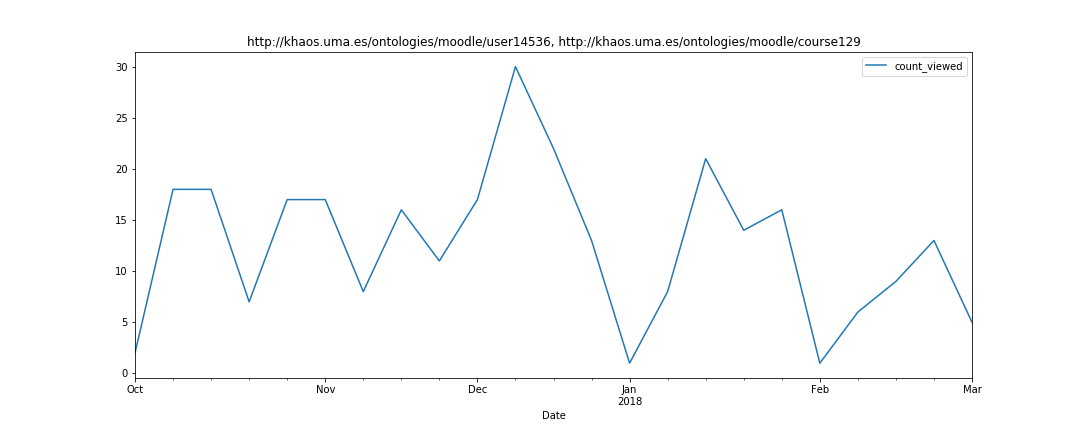 http://khaos.uma.es/ontologies/moodle/user14536, http://khaos.uma.es/ontologies/moodle/course129
count_viewed
30
25
20
15
10
5
0
Oct Nov Dec Jan Feb Mar
2018
Date